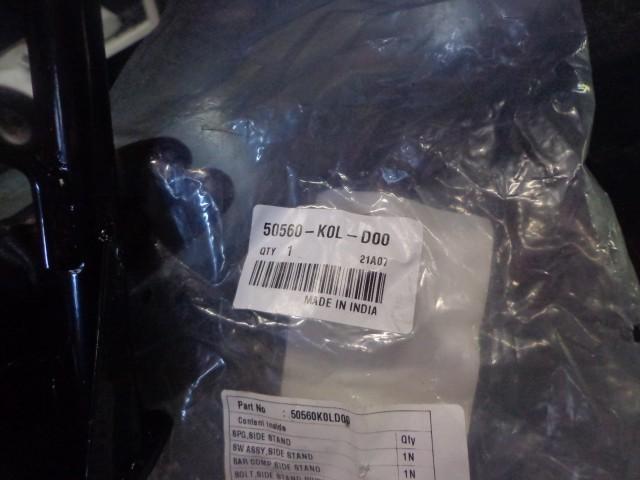 50560-K0L-D00
QTY 1 21A07
MADE IN INDIA
Part No : 50560K0LD00
Content Inside Qty
SPG,SIDE STAND 1N
SW ASSY,SIDE STAND 1N
BAR COMP,SIDE STAND
BOLT,SIDE STAND